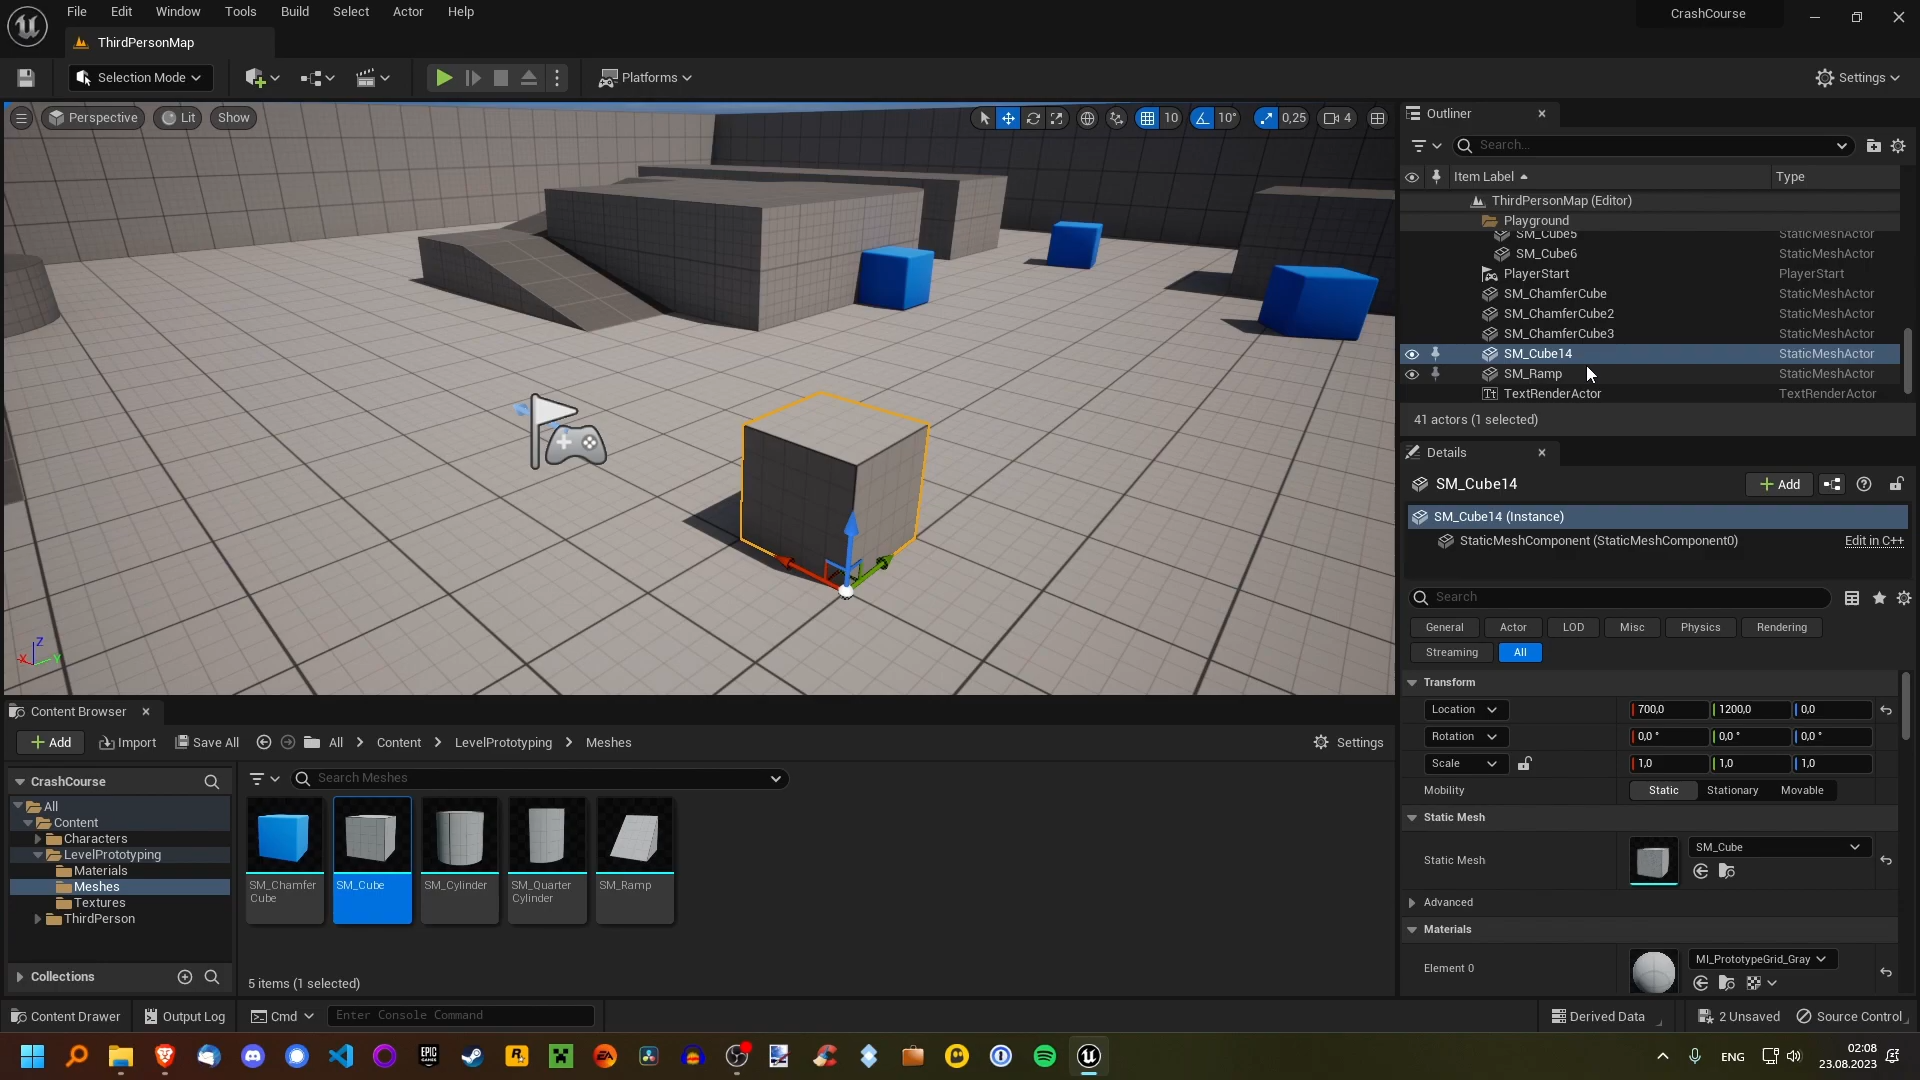 File Edit Window Tools Build Select Actor Help
CrashCourse
ThirdPersonMap
Selection Mode
Platforms
Settings
Perspective
Lit
Show
10
10°
0,25
4
Outliner
Search...
Item Label
Type
ThirdPersonMap (Editor)
Playground
SM_Cube5 StaticMeshActor
SM_Cube6 StaticMeshActor
PlayerStart PlayerStart
SM_ChamferCube StaticMeshActor
SM_ChamferCube2 StaticMeshActor
SM_ChamferCube3 StaticMeshActor
SM_Cube14 StaticMeshActor
SM_Ramp StaticMeshActor
TextRenderActor TextRenderActor
41 actors (1 selected)
Details
SM_Cube14
Add
SM_Cube14 (Instance)
StaticMeshComponent (StaticMeshComponent0)
Edit in C++
Search
General Actor LOD Misc Physics Rendering
Streaming All
Transform
Location 700,0 1200,0 0,0
Rotation 0,0 ° 0,0 ° 0,0 °
Scale 1,0 1,0 1,0
Mobility Static Stationary Movable
Static Mesh
Static Mesh SM_Cube
Advanced
Materials
Element 0 MI_PrototypeGrid_Gray
Z
X
Y
Content Browser
Add Import Save All All Content LevelPrototyping Meshes
Settings
CrashCourse
Search Meshes
All
Content
Characters
LevelPrototyping
Materials
Meshes
Textures
ThirdPerson
Collections
SM_Chamfer
Cube
SM_Cube
SM_Cylinder
SM_Quarter
Cylinder
SM_Ramp
5 items (1 selected)
Content Drawer
Output Log
Cmd
Enter Console Command
Derived Data
2 Unsaved
Source Control
EPIC
GAMES
R
EA
ENG
02:08
23.08.2023